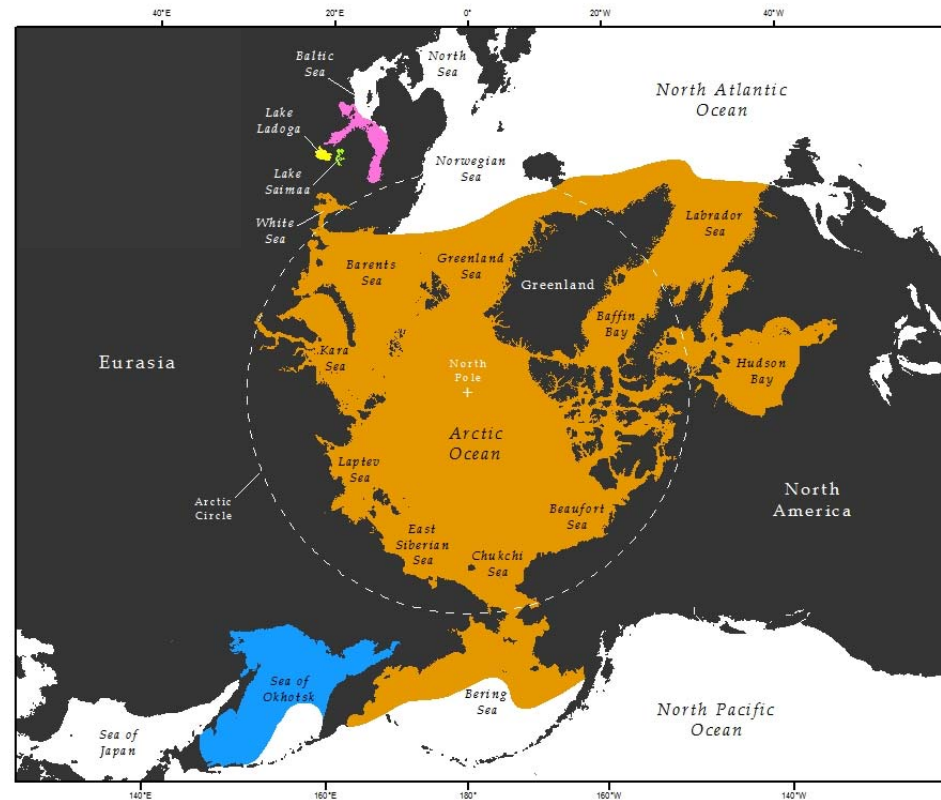 40°E
20°E
0°
20°W
40°W
Baltic
Sea
North
Sea
North Atlantic
Ocean
Lake
Ladoga
Lake
Saimaa
Norwegian
Sea
White
Sea
Labrador
Sea
Barents
Sea
Greenland
Sea
Greenland
Baffin
Bay
Eurasia
Kara
Sea
North
Pole
Hudson
Bay
Arctic
Ocean
Laptev
Sea
Arctic
Circle
North
America
Beaufort
Sea
East
Siberian
Sea
Chukchi
Sea
Sea of
Okhotsk
Bering
Sea
North Pacific
Ocean
Sea of
Japan
140°E
160°E
180°
160°W
140°W